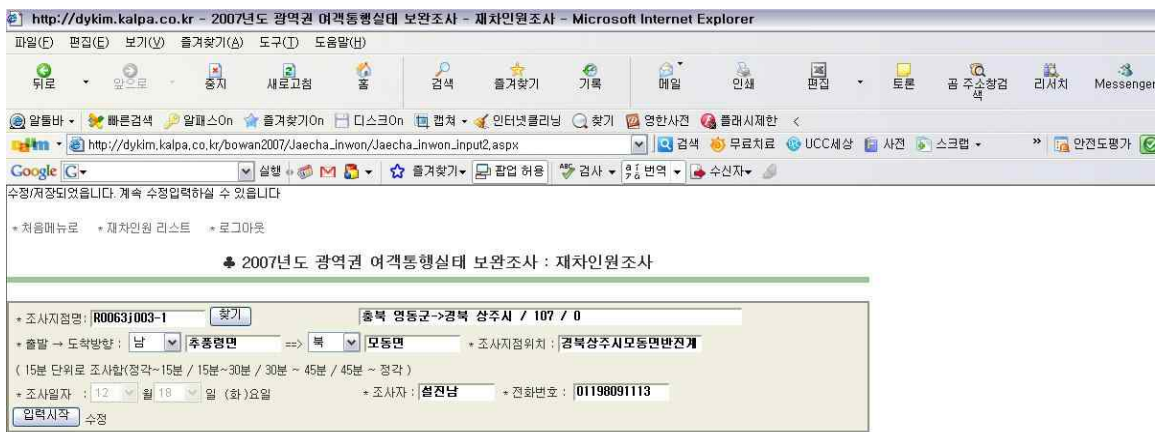 http://dykim.kalpa.co.kr - 2007년도 광역권 여객통행실태 보완조사 - 재차인원조사 - Microsoft Internet Explorer
파일(F) 편집(E) 보기(V) 즐겨찾기(A) 도구(T) 도움말(H)
뒤로 앞으로 중지 새로고침 홈 검색 즐겨찾기 기록 메일 인쇄 편집 토론 곰 주소창검색 리서치 Messenger
알툴바 빠른검색 알패스On 즐겨찾기On 디스크On 캡쳐 인터넷클리닝 찾기 영한사전 플래시제한 <
http://dykim.kalpa.co.kr/bowan2007/Jaecha_inwon/Jaecha_inwon_input2.aspx 검색 무료치료 UCC세상 사전 스크랩 » 안전도평가
Google G 실행 즐겨찾기 팝업 허용 검사 번역 수신자
수정/저장되었읍니다. 계속 수정입력하실 수 있읍니다
* 처음메뉴로 * 재차인원 리스트 * 로그아웃
♣ 2007년도 광역권 여객통행실태 보완조사 : 재차인원조사
* 조사지점명: R0063j003-1 찾기 충북 영동군->경북 상주시 / 107 / 0
* 출발 → 도착방향 : 남 추풍령면 ==> 북 모동면 * 조사지점위치 : 경북상주시모동면반진계
( 15분 단위로 조사함(정각~15분 / 15분~30분 / 30분 ~ 45분 / 45분 ~ 정각 )
* 조사일자 : 12 월 18 일 (화)요일 * 조사자 : 설진남 * 전화번호 : 01198091113
입력시작 수정